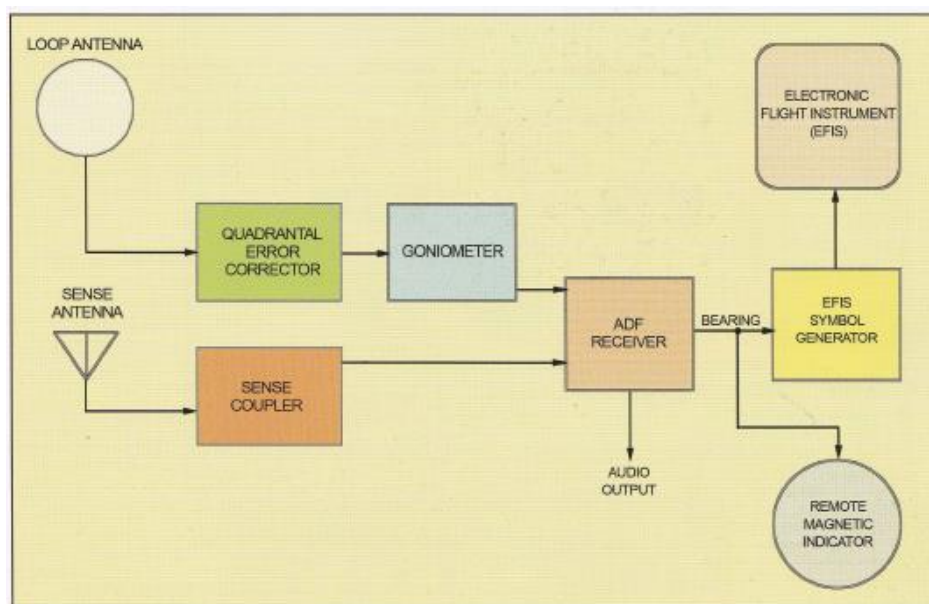 LOOP ANTENNA
QUADRANTAL
ERROR
CORRECTOR
GONIOMETER
SENSE
ANTENNA
SENSE
COUPLER
ADF
RECEIVER
AUDIO
OUTPUT
BEARING
ELECTRONIC
FLIGHT INSTRUMENT
(EFIS)
EFIS
SYMBOL
GENERATOR
REMOTE
MAGNETIC
INDICATOR